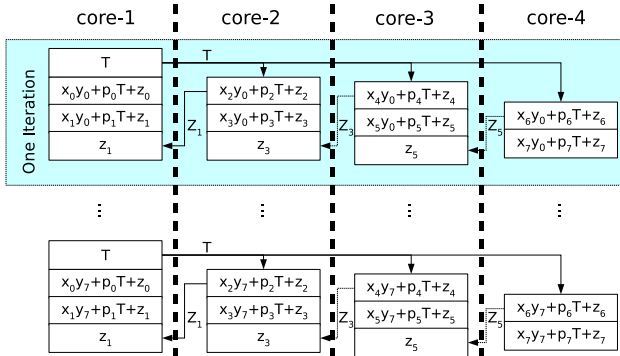 core-1 core-2 core-3 core-4
One Iteration
T
T
x₀y₀+p₀T+z₀
x₁y₀+p₁T+z₁
z₁
Z₁
x₂y₀+p₂T+z₂
x₃y₀+p₃T+z₃
z₃
Z₃
x₄y₀+p₄T+z₄
x₅y₀+p₅T+z₅
z₅
Z₅
x₆y₀+p₆T+z₆
x₇y₀+p₇T+z₇
... ... ... ...
T
T
x₀y₇+p₀T+z₀
x₁y₇+p₁T+z₁
z₁
Z₁
x₂y₇+p₂T+z₂
x₃y₇+p₃T+z₃
z₃
Z₃
x₄y₇+p₄T+z₄
x₅y₇+p₅T+z₅
z₅
Z₅
x₆y₇+p₆T+z₆
x₇y₇+p₇T+z₇